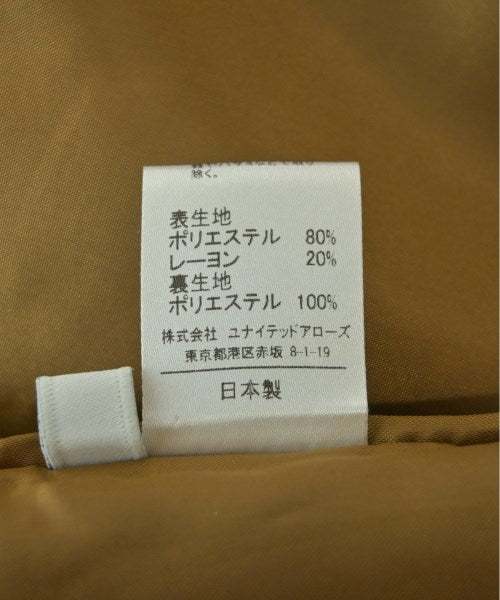 除く。
表生地
ポリエステル 80%
レーヨン 20%
裏生地
ポリエステル 100%
株式会社 ユナイテッドアローズ
東京都港区赤坂 8-1-19
日本製